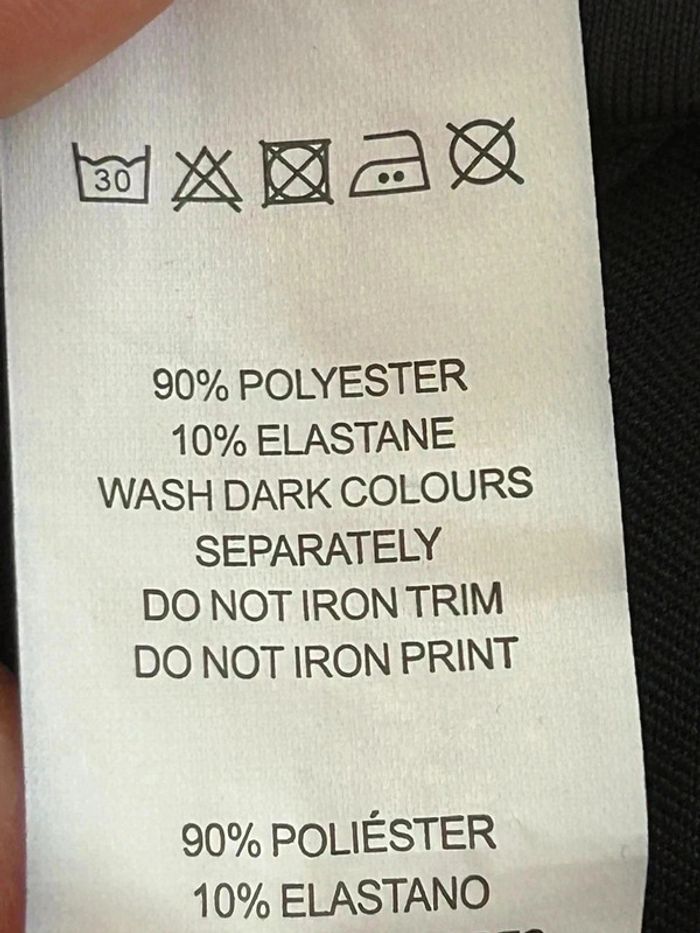 30
90% POLYESTER
10% ELASTANE
WASH DARK COLOURS
SEPARATELY
DO NOT IRON TRIM
DO NOT IRON PRINT
90% POLIÉSTER
10% ELASTANO